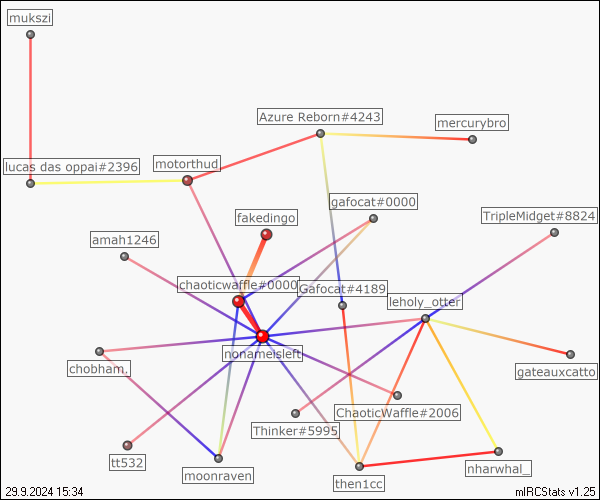 mukszi
Azure Reborn#4243
mercurybro
lucas das oppai#2396
motorthud
gafocat#0000
fakedingo
TripleMidget#8824
amah1246
chaoticwaffle#0000
Gafocat#4189
leholy_otter
nonameisleft
chobham.
gateauxcatto
ChaoticWaffle#2006
Thinker#5995
tt532
moonraven
then1cc
nharwhal_
29.9.2024 15:34
mIRCStats v1.25